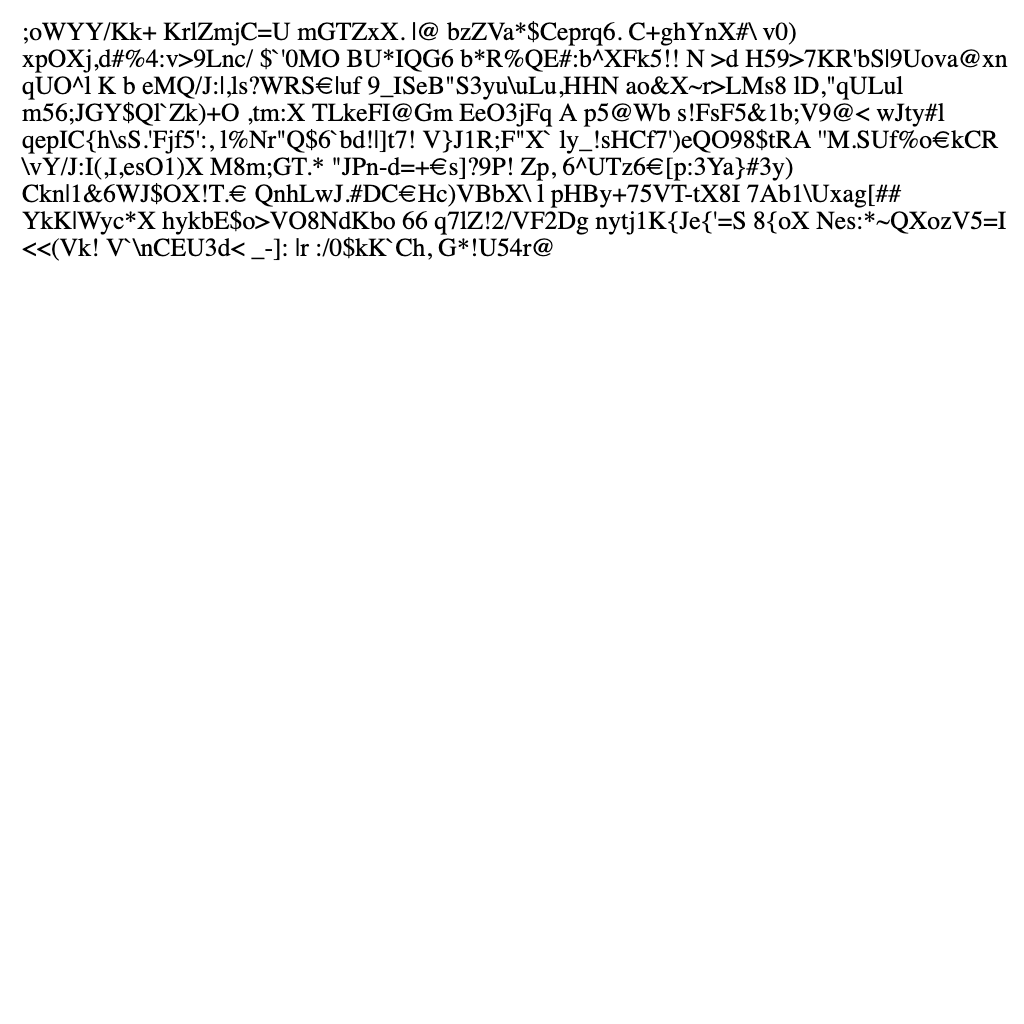 ;oWYY/Kk+ KrlZmjC=U mGTZxX. |@ bzZVa*$Ceprq6. C+ghYnX#\ v0)
xpOXj,d#%4:v>9Lnc/ $`'0MO BU*IQG6 b*R%QE#:b^XFk5!! N >d H59>7KR'bS|9Uova@xn
qUO^l K b eMQ/J:|,ls?WRS€|uf 9_ISeB"S3yu\uLu,HHN ao&X~r>LMs8 lD,"qULul
m56;JGY$Ql`Zk)+O ,tm:X TLkeFI@Gm EeO3jFq A p5@Wb s!FsF5&1b;V9@< wJty#l
qepIC{h\sS.'Fjf5':, l%Nr"Q$6`bd!|]t7! V}J1R;F"X` ly_!sHCf7')eQO98$tRA "M.SUf%o€kCR
\vY/J:I(,I,esO1)X M8m;GT.* "JPn-d=+€s]?9P! Zp, 6^UTz6€[p:3Ya}#3y)
Ckn|1&6WJ$OX!T.€ QnhLwJ.#DC€Hc)VBbX\ l pHBy+75VT-tX8I 7Ab1\Uxag[##
YkK|Wyc*X hykbE$o>VO8NdKbo 66 q7lZ!2/VF2Dg nytj1K{Je{'=S 8{oX Nes:*~QXozV5=I
<<(Vk! V`\nCEU3d< _-]: |r :/0$kK`Ch, G*!U54r@